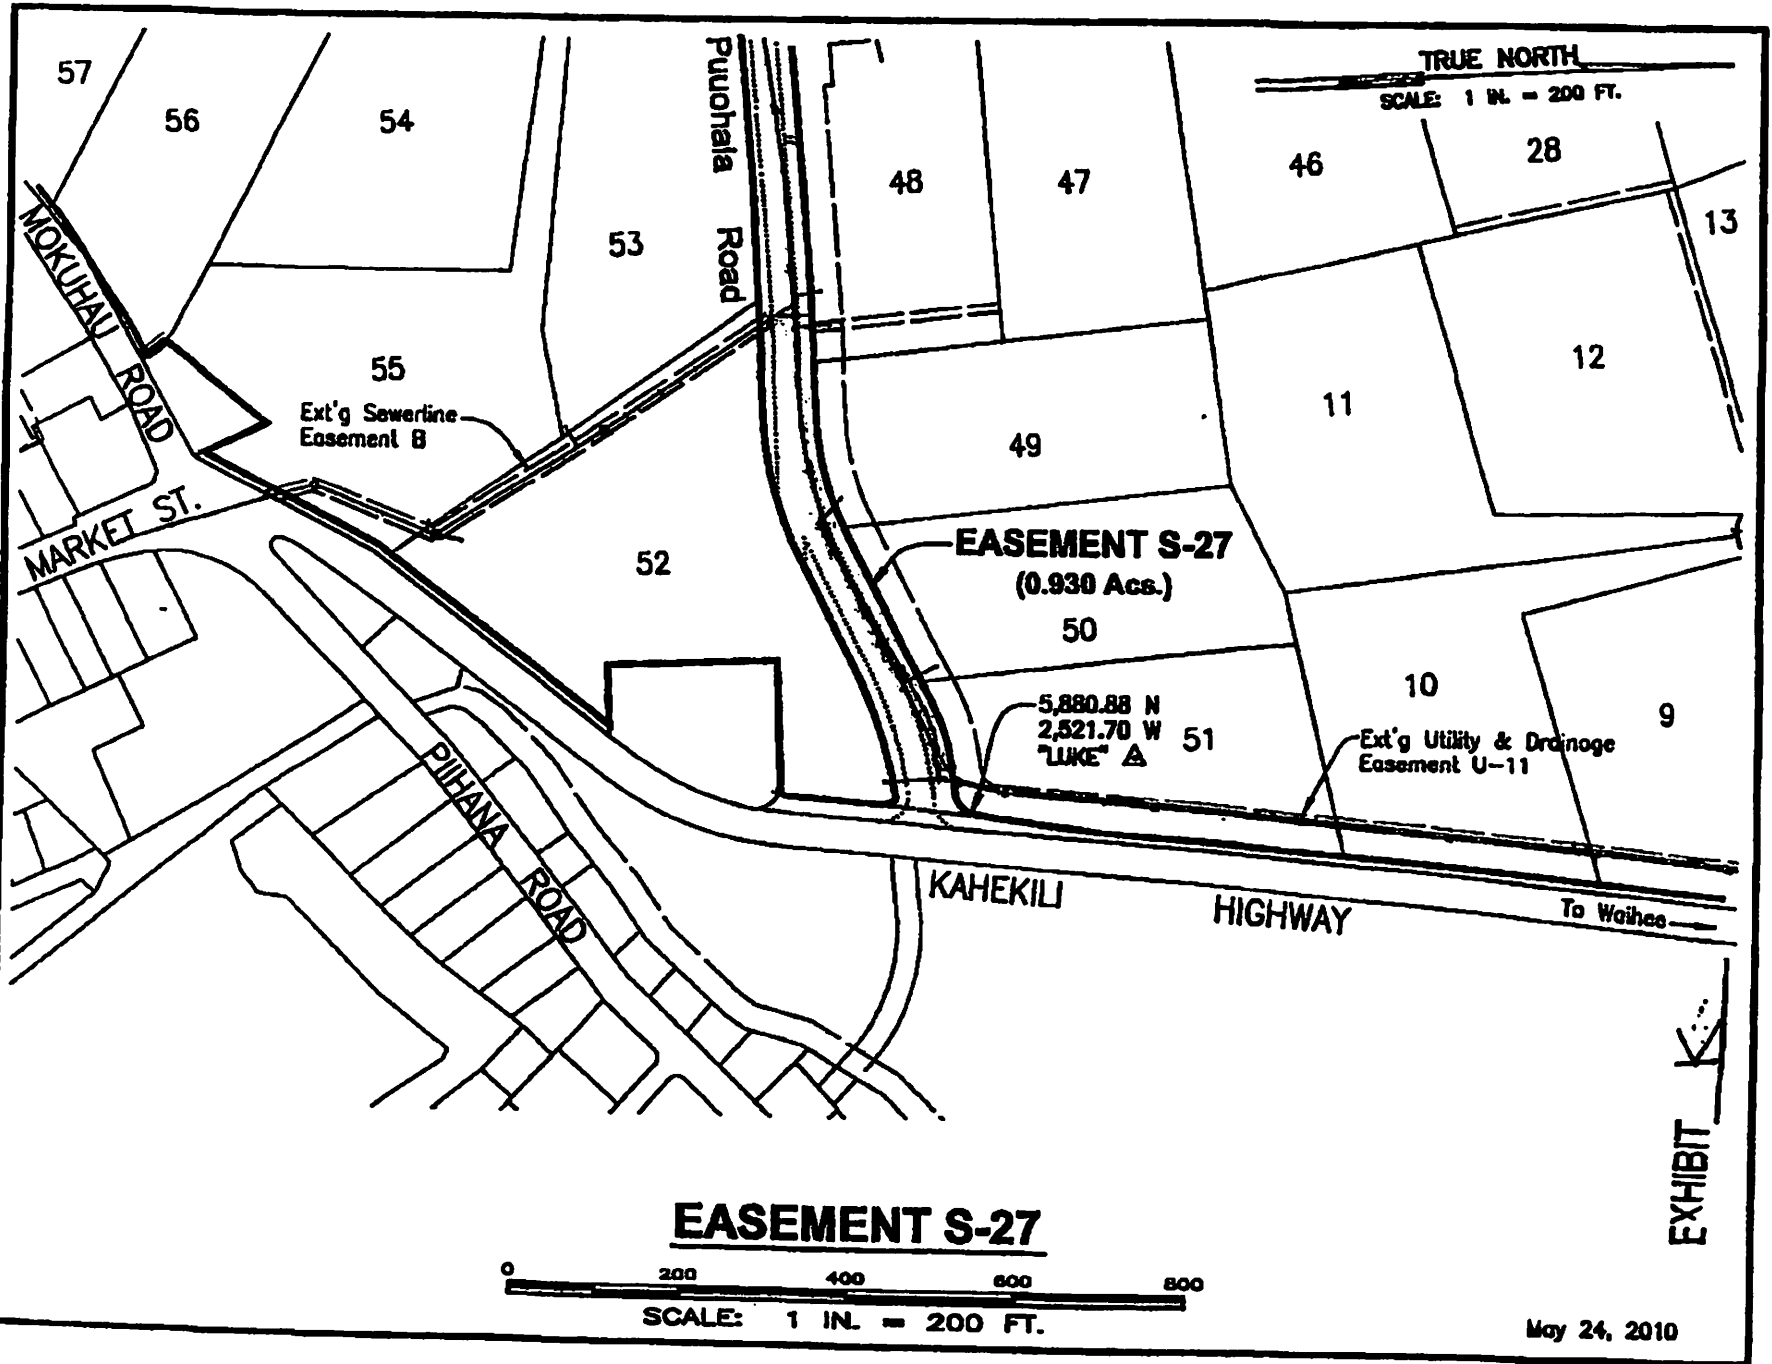 57
56
54
53
Puuohala Road
48
47
46
28
13
TRUE NORTH
SCALE: 1 IN. = 200 FT.
MOKUHAU ROAD
55
Ext'g Sewerline
Easement B
12
11
49
MARKET ST.
52
EASEMENT S-27
(0.930 Acs.)
50
10
9
5,880.88 N
2,521.70 W
"LUKE"
51
Ext'g Utility & Drainage
Easement U-11
PIIHANA ROAD
KAHEKILI HIGHWAY
To Waihee
EXHIBIT K
EASEMENT S-27
0 200 400 600 800
SCALE: 1 IN. = 200 FT.
May 24, 2010